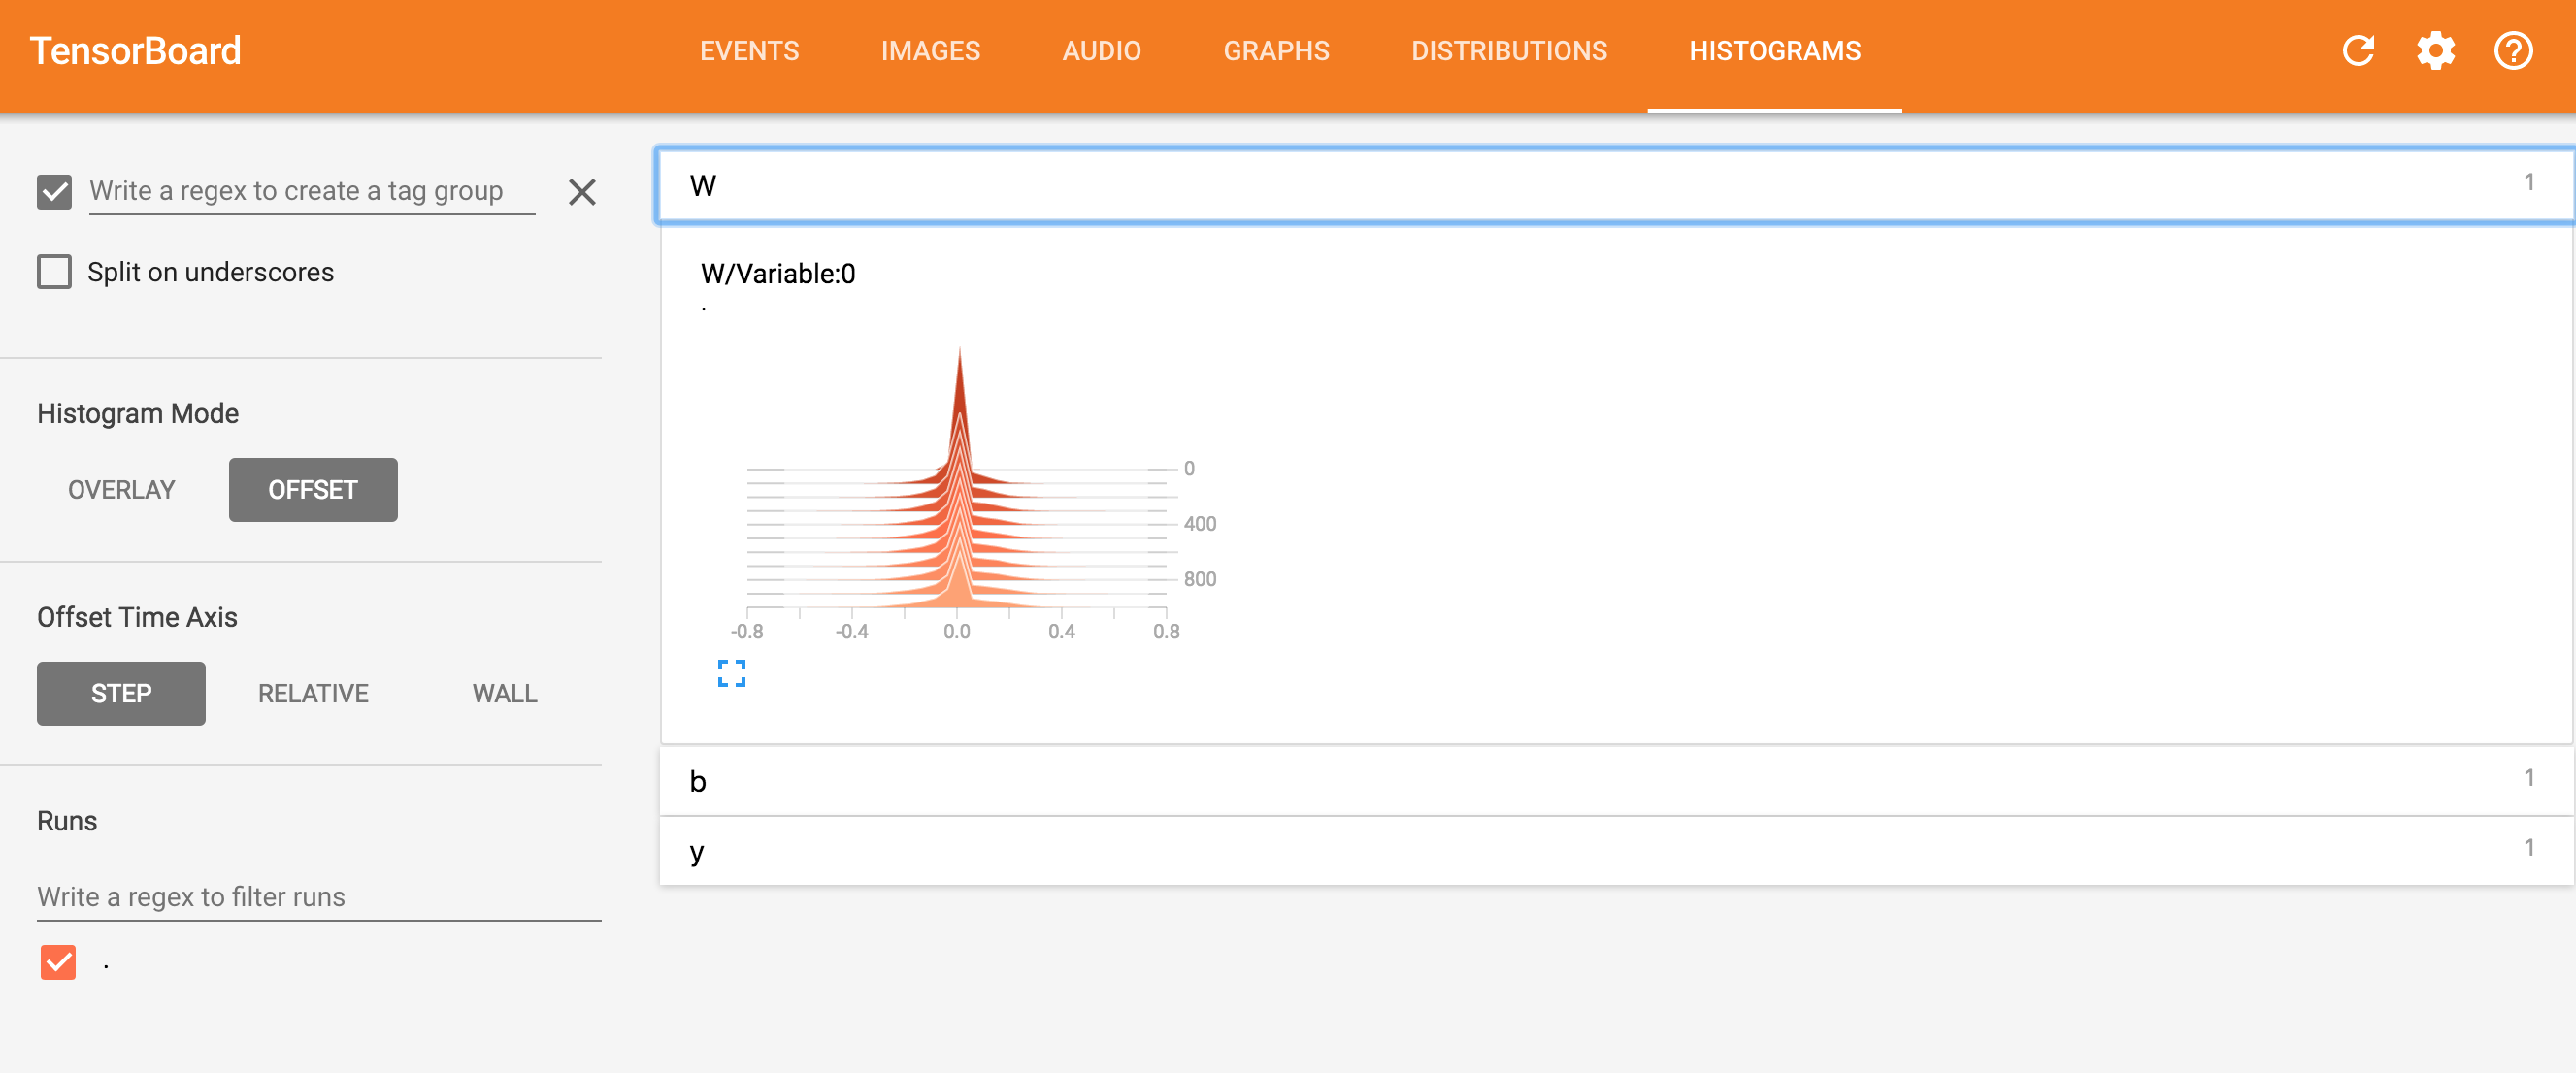 TensorBoard
EVENTS IMAGES AUDIO GRAPHS DISTRIBUTIONS HISTOGRAMS
Write a regex to create a tag group
Split on underscores
Histogram Mode
OVERLAY OFFSET
Offset Time Axis
STEP RELATIVE WALL
Runs
Write a regex to filter runs
.
W 1
W/Variable:0
.
0
400
800
-0.8 -0.4 0.0 0.4 0.8
b 1
y 1